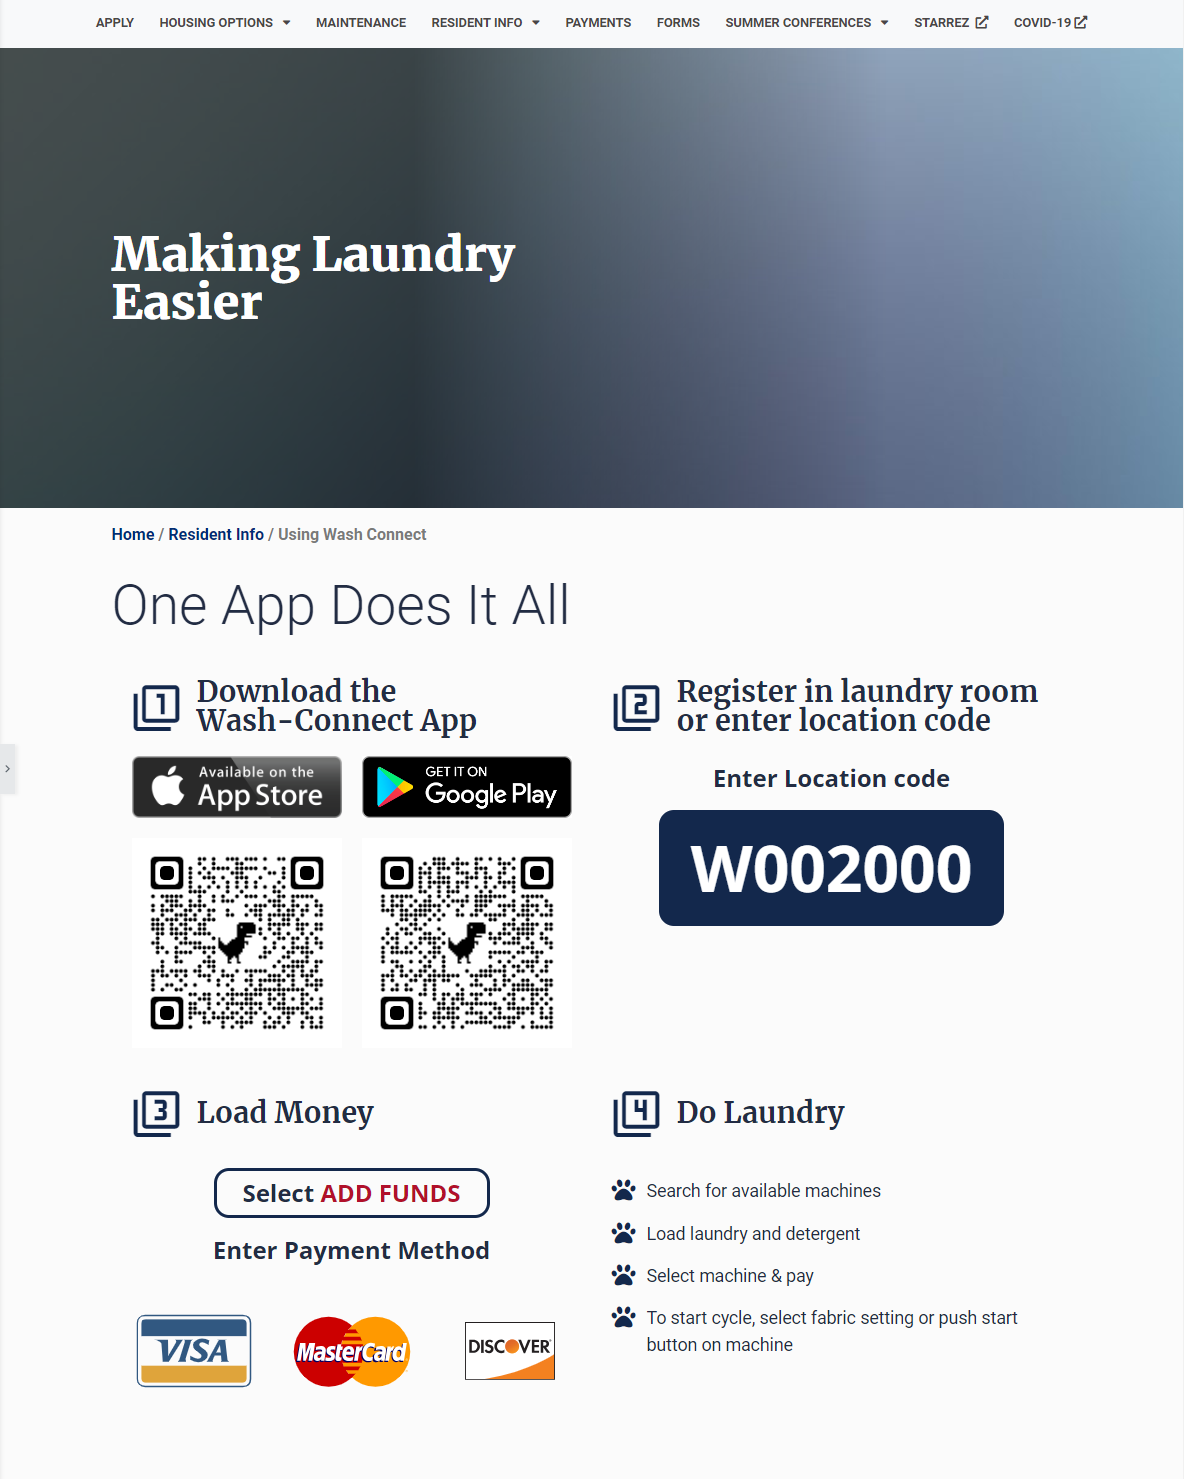 APPLY HOUSING OPTIONS MAINTENANCE RESIDENT INFO PAYMENTS FORMS SUMMER CONFERENCES STARREZ COVID-19
Making Laundry
Easier
Home / Resident Info / Using Wash Connect
One App Does It All
1 Download the
Wash-Connect App
Available on the
App Store
GET IT ON
Google Play
2 Register in laundry room
or enter location code
Enter Location code
W002000
3 Load Money
Select ADD FUNDS
Enter Payment Method
VISA
MasterCard
DISCOVER
4 Do Laundry
Search for available machines
Load laundry and detergent
Select machine & pay
To start cycle, select fabric setting or push start
button on machine